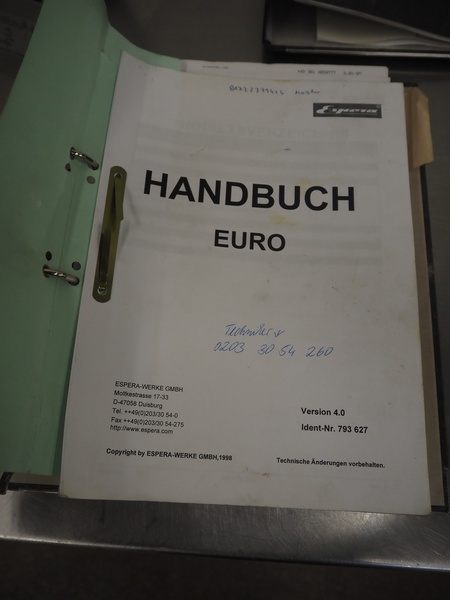 Espera
HANDBUCH
EURO
Techniker
0203 30 54 260
ESPERA-WERKE GMBH
Moltkestrasse 17-33
D-47058 Duisburg
Tel. ++49(0)203/30 54-0
Fax ++49(0)203/30 54-275
http://www.espera.com
Version 4.0
Ident-Nr. 793 627
Copyright by ESPERA-WERKE GMBH,1998
Technische Änderungen vorbehalten.